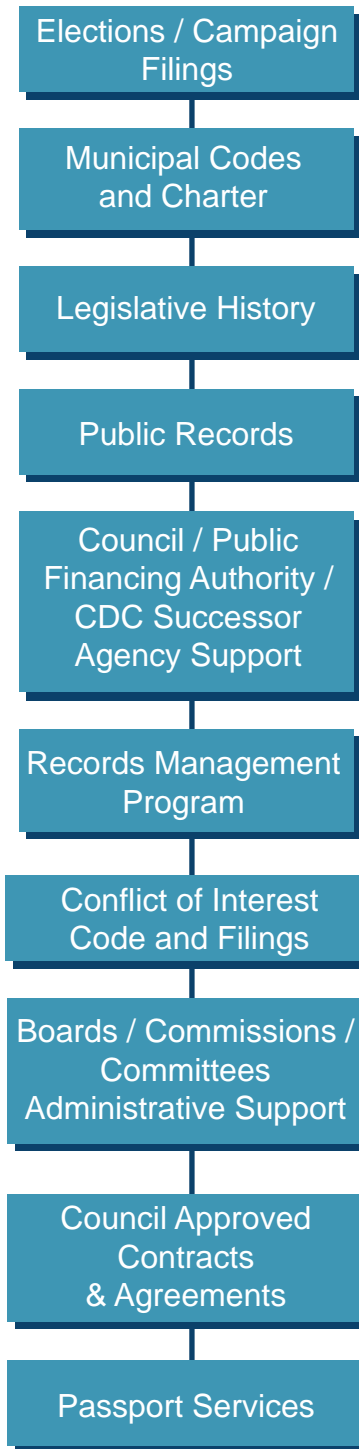 Elections / Campaign
Filings
Municipal Codes
and Charter
Legislative History
Public Records
Council / Public
Financing Authority /
CDC Successor
Agency Support
Records Management
Program
Conflict of Interest
Code and Filings
Boards / Commissions /
Committees
Administrative Support
Council Approved
Contracts
& Agreements
Passport Services